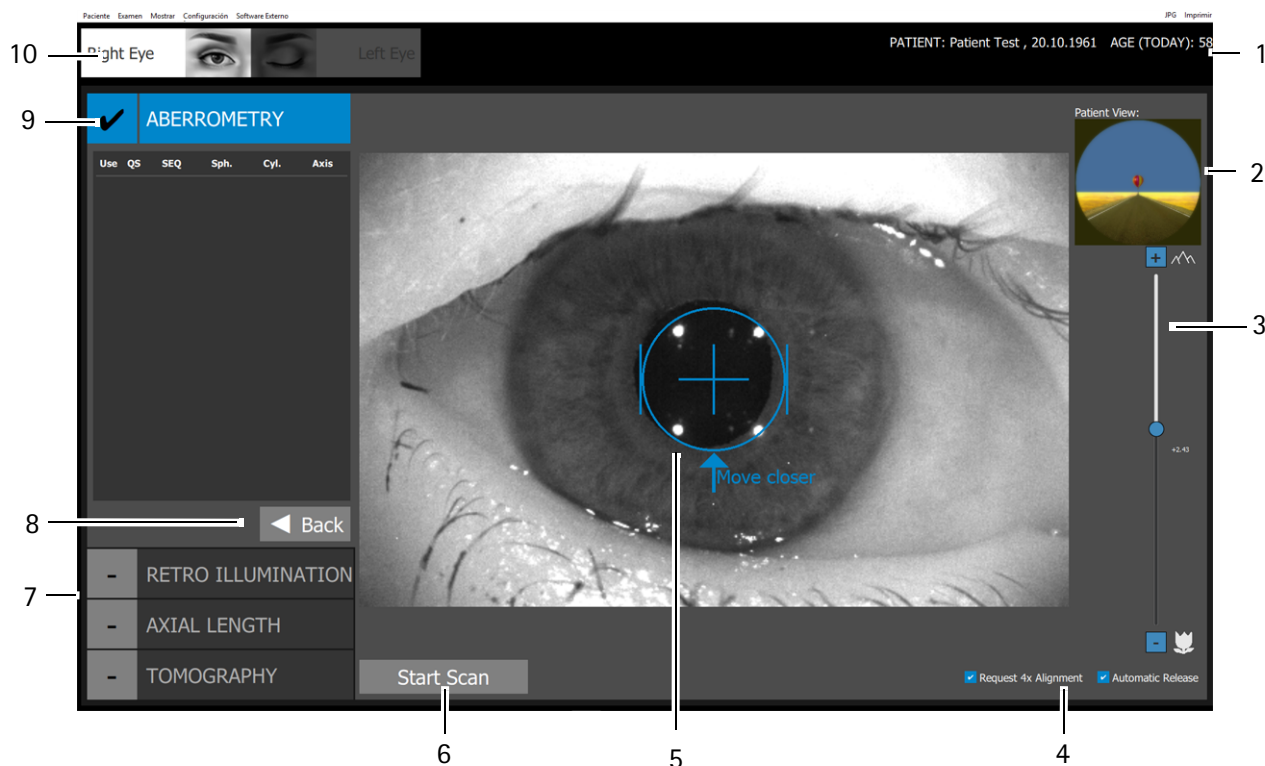 Paciente Examen Mostrar Configuración Software Externo JPG Imprimir
10 Right Eye Left Eye PATIENT: Patient Test , 20.10.1961 AGE (TODAY): 58 1
9 ABERROMETRY
Patient View:
Use QS SEQ Sph. Cyl. Axis
2
+
3
+2.43
Move closer
8 Back
- RETRO ILLUMINATION
7
- AXIAL LENGTH
-
- TOMOGRAPHY
Start Scan
Request 4x Alignment Automatic Release
6 5 4